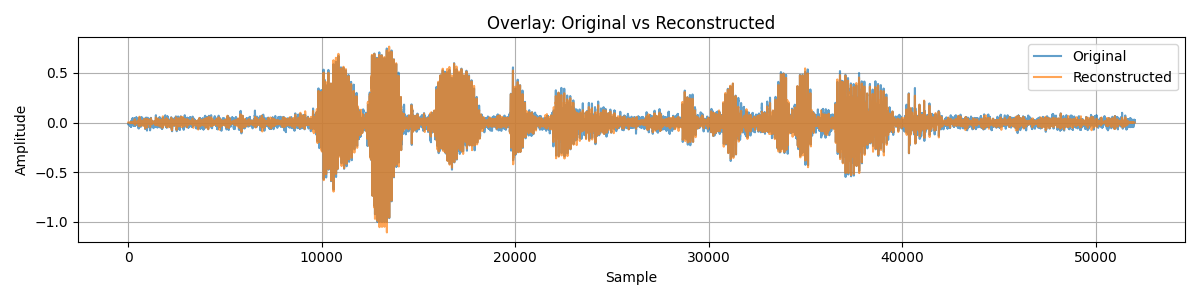 Overlay: Original vs Reconstructed
Original
Reconstructed
Amplitude
0.5
0.0
−0.5
−1.0
0
10000
20000
30000
40000
50000
Sample